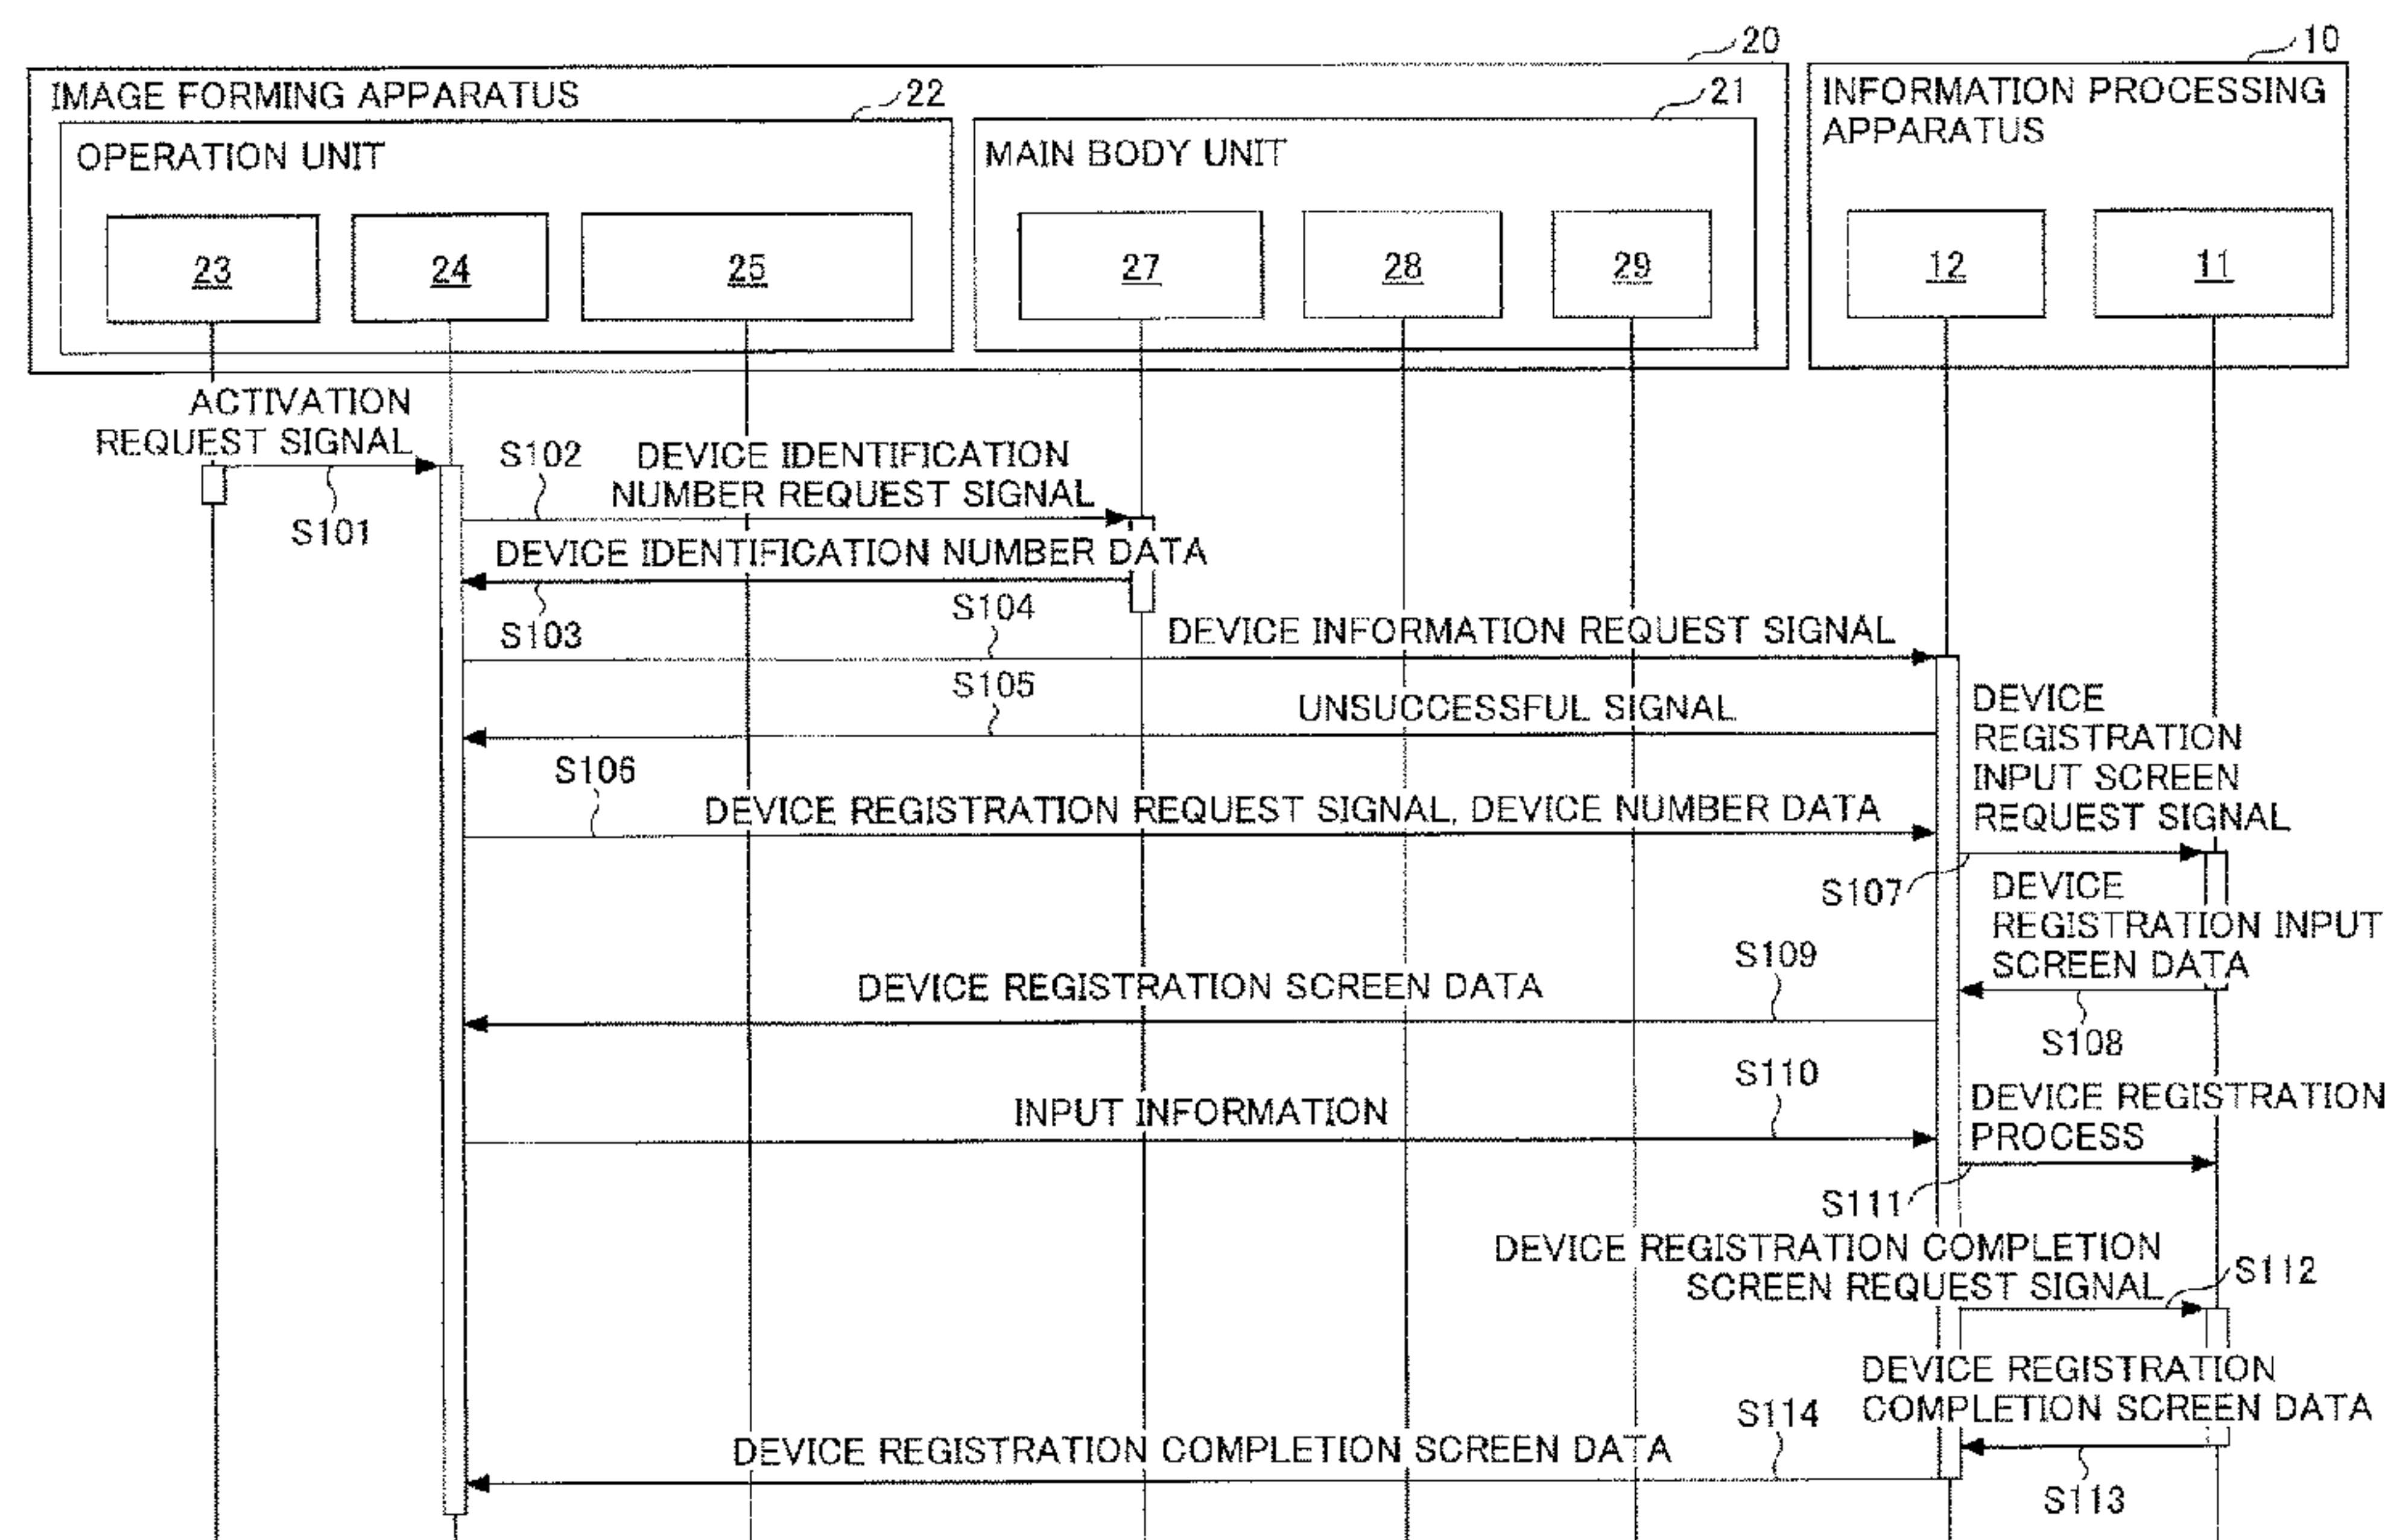 20
10
IMAGE FORMING APPARATUS
22
21
INFORMATION PROCESSING
APPARATUS
OPERATION UNIT
MAIN BODY UNIT
23
24
25
27
28
29
12
11
ACTIVATION
REQUEST SIGNAL
S101
S102
DEVICE IDENTIFICATION
NUMBER REQUEST SIGNAL
DEVICE IDENTIFICATION NUMBER DATA
S103
S104
DEVICE INFORMATION REQUEST SIGNAL
S105
UNSUCCESSFUL SIGNAL
S106
DEVICE REGISTRATION REQUEST SIGNAL, DEVICE NUMBER DATA
DEVICE
REGISTRATION
INPUT SCREEN
REQUEST SIGNAL
S107
DEVICE
REGISTRATION INPUT
SCREEN DATA
S108
S109
DEVICE REGISTRATION SCREEN DATA
S110
INPUT INFORMATION
DEVICE REGISTRATION
PROCESS
S111
DEVICE REGISTRATION COMPLETION
SCREEN REQUEST SIGNAL
S112
DEVICE REGISTRATION
COMPLETION SCREEN DATA
S113
S114
DEVICE REGISTRATION COMPLETION SCREEN DATA